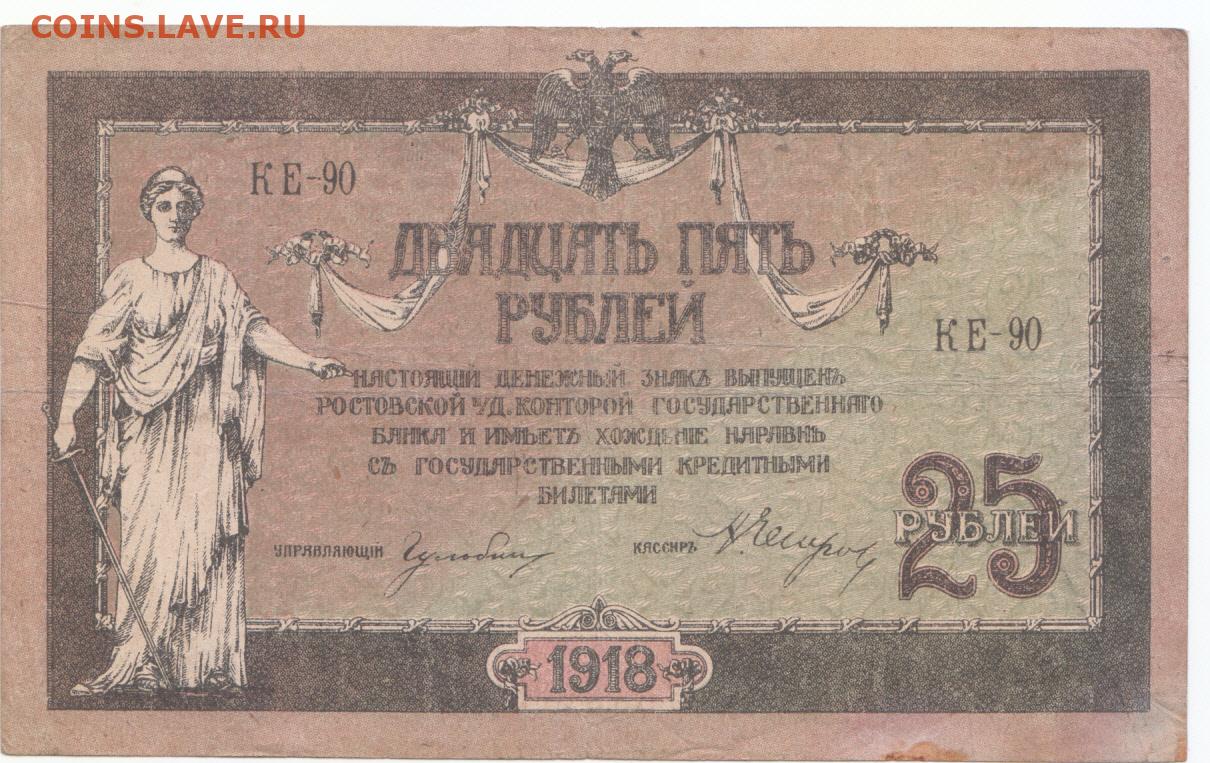 COINS.LAVE.RU
КЕ-90
ДВАДЦАТЬ ПЯТЬ
РУБЛЕЙ
КЕ-90
НАСТОЯЩІЙ ДЕНЕЖНЫЙ ЗНАКЪ ВЫПУЩЕНЪ
РОСТОВСКОЙ н/Д. КОНТОРОЙ ГОСУДАРСТВЕННАГО
БАНКА И ИМѢЕТЪ ХОЖДЕНІЕ НАРАВНѢ
СЪ ГОСУДАРСТВЕННЫМИ КРЕДИТНЫМИ
БИЛЕТАМИ
25
РУБЛЕЙ
УПРАВЛЯЮЩІЙ
КАССИРЪ
1918